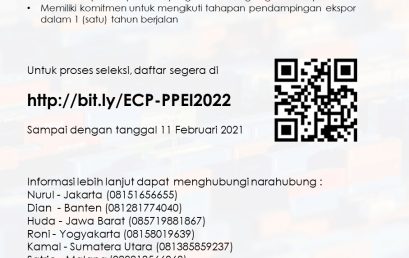 • Memiliki komitmen untuk mengikuti tahapan pendampingan ekspor
dalam 1 (satu) tahun berjalan
Untuk proses seleksi, daftar segera di
http://bit.ly/ECP-PPEI2022
Sampai dengan tanggal 11 Februari 2021
Informasi lebih lanjut dapat menghubungi narahubung :
Nurul - Jakarta (08151656655)
Dian - Banten (081281774040)
Huda - Jawa Barat (085719881867)
Roni - Yogyakarta (08158019639)
Kamal - Sumatera Utara (081385859237)